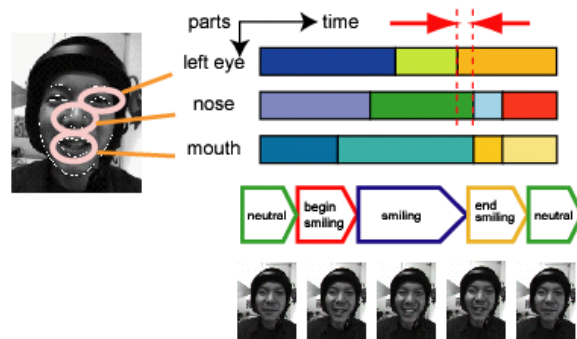 parts time
left eye
nose
mouth
neutral
begin
smiling
smiling
end
smiling
neutral